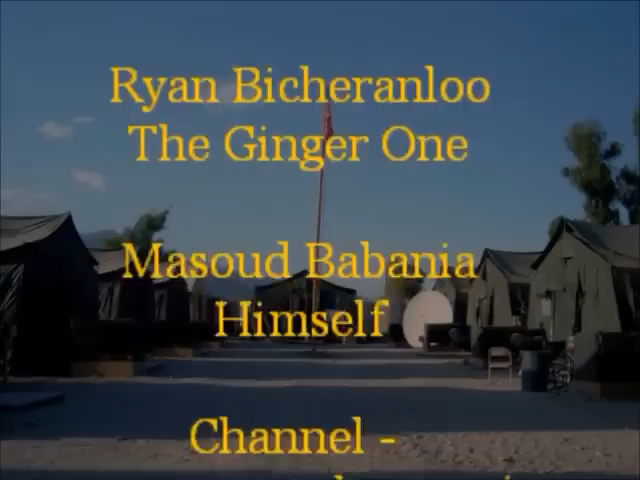 Ryan Bicheranloo
The Ginger One
Masoud Babania
Himself
Channel -